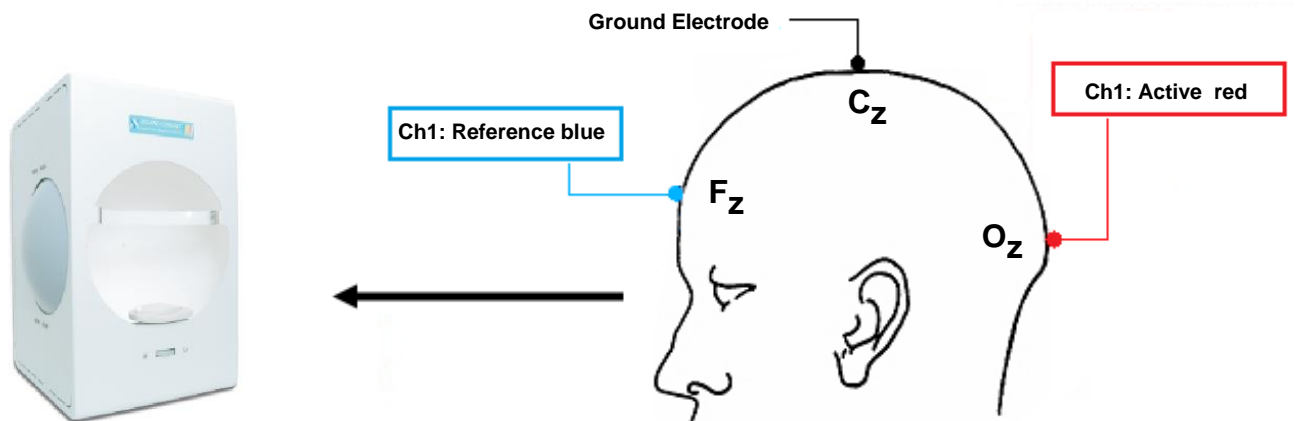 Ground Electrode
Ch1: Reference blue
Ch1: Active red
Cz
Fz
Oz